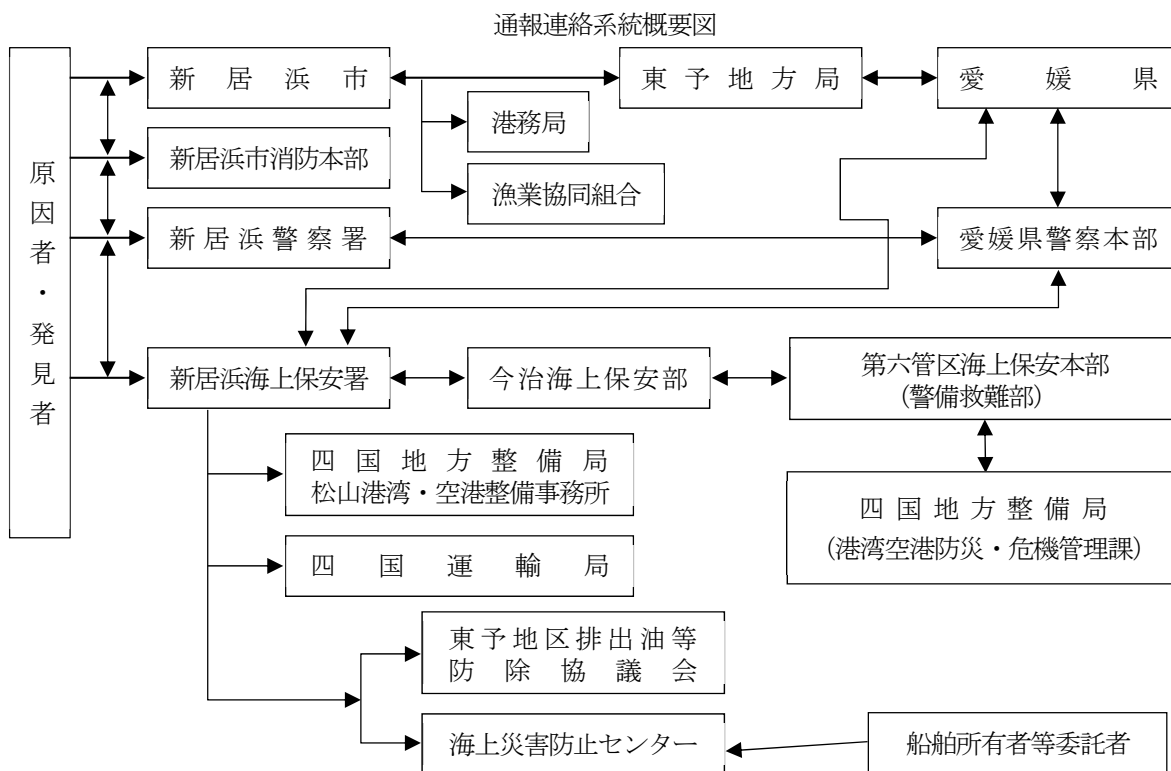 通報連絡系統概要図
原因者・発見者
新居浜市
東予地方局
愛媛県
港務局
新居浜市消防本部
漁業協同組合
新居浜警察署
愛媛県警察本部
新居浜海上保安署
今治海上保安部
第六管区海上保安本部
(警備救難部)
四国地方整備局
松山港湾・空港整備事務所
四国地方整備局
(港湾空港防災・危機管理課)
四国運輸局
東予地区排出油等
防除協議会
海上災害防止センター
船舶所有者等委託者